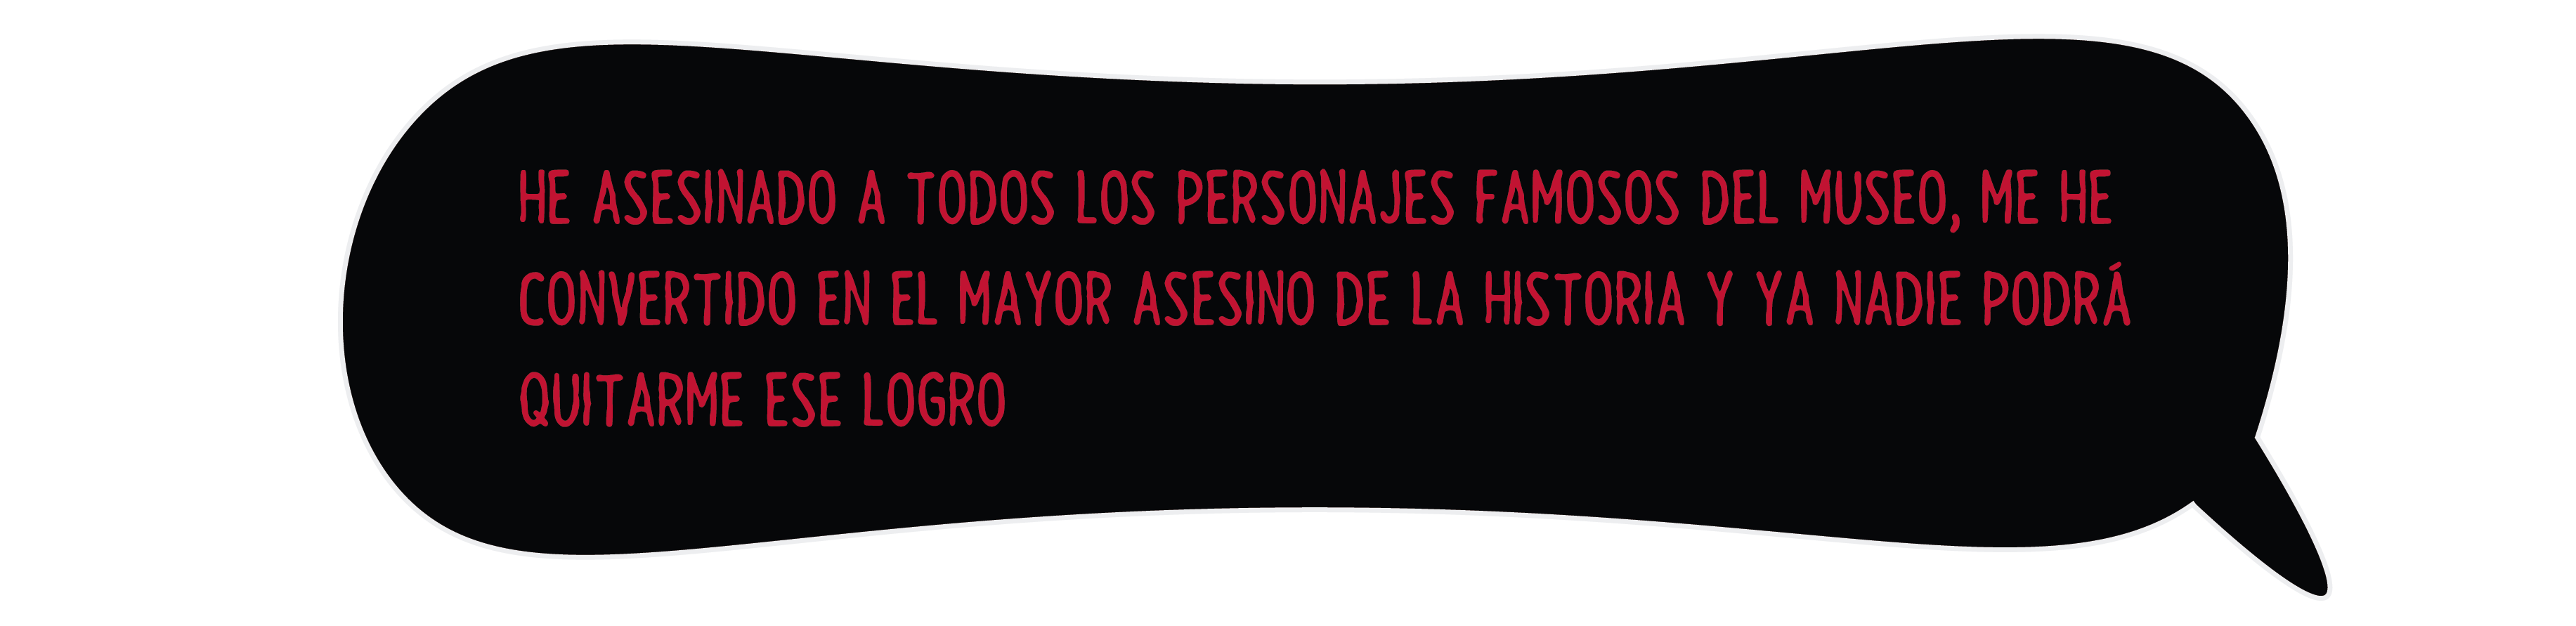 HE ASESINADO A TODOS LOS PERSONAJES FAMOSOS DEL MUSEO, ME HE
CONVERTIDO EN EL MAYOR ASESINO DE LA HISTORIA Y YA NADIE PODRÁ
QUITARME ESE LOGRO